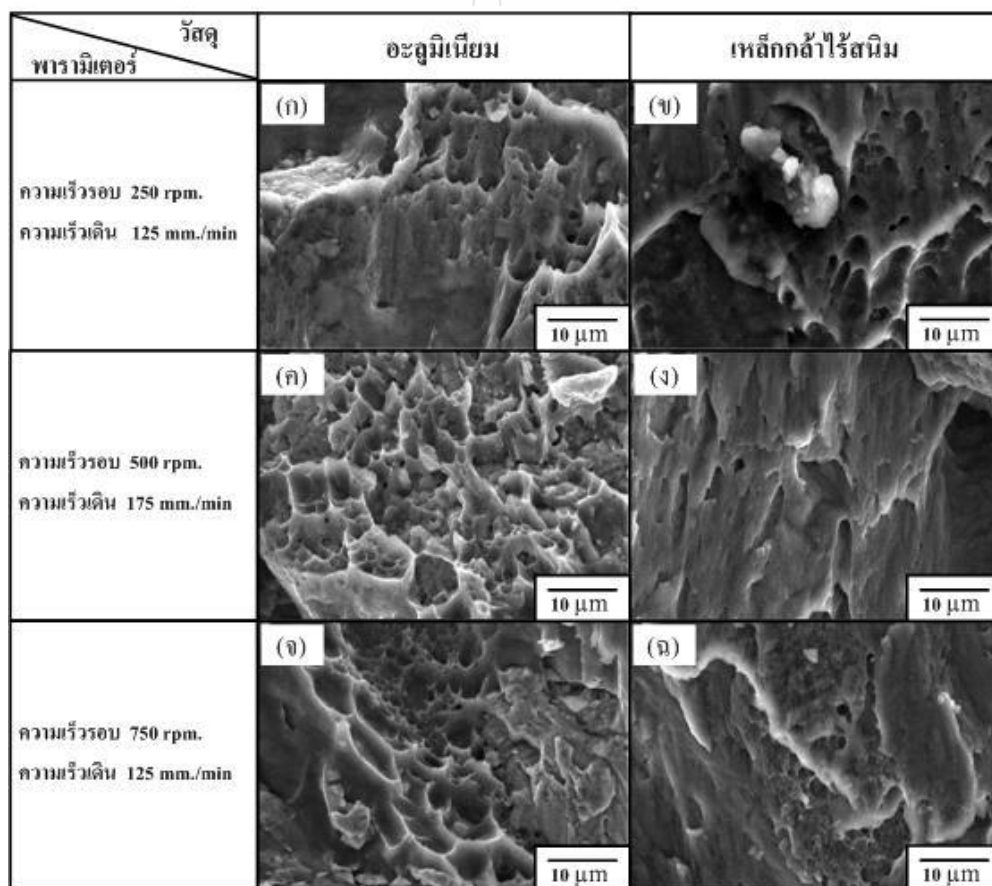 วัสดุ
พารามิเตอร์
อะลูมิเนียม
เหล็กกล้าไร้สนิม
ความเร็วรอบ 250 rpm.
ความเร็วเดิน 125 mm./min
(ก)
10 µm
(ข)
10 µm
ความเร็วรอบ 500 rpm.
ความเร็วเดิน 175 mm./min
(ค)
10 µm
(ง)
10 µm
ความเร็วรอบ 750 rpm.
ความเร็วเดิน 125 mm./min
(จ)
10 µm
(ฉ)
10 µm